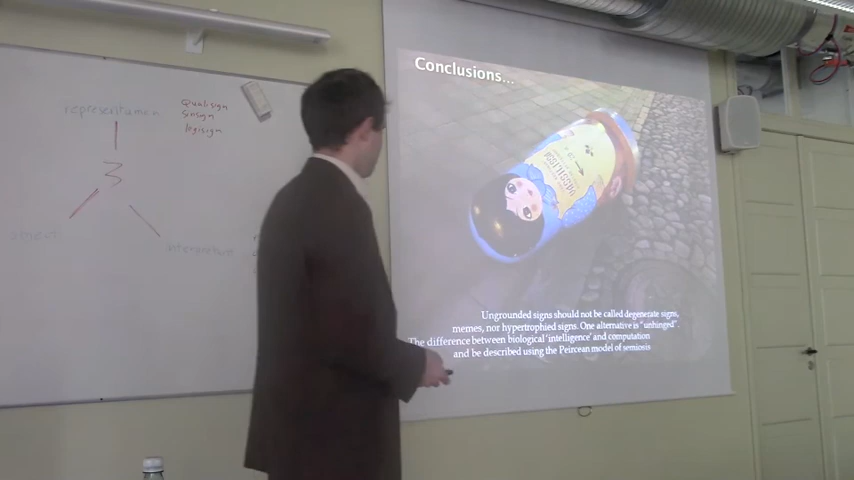 representamen
Qualisign
sinsign
legisign
interpretant
Conclusions...
Ungrounded signs should not be called degenerate signs,
memes, nor hypertrophied signs. One alternative is "unhinged".
The difference between biological 'intelligence' and computation
and be described using the Peircean model of semiosis